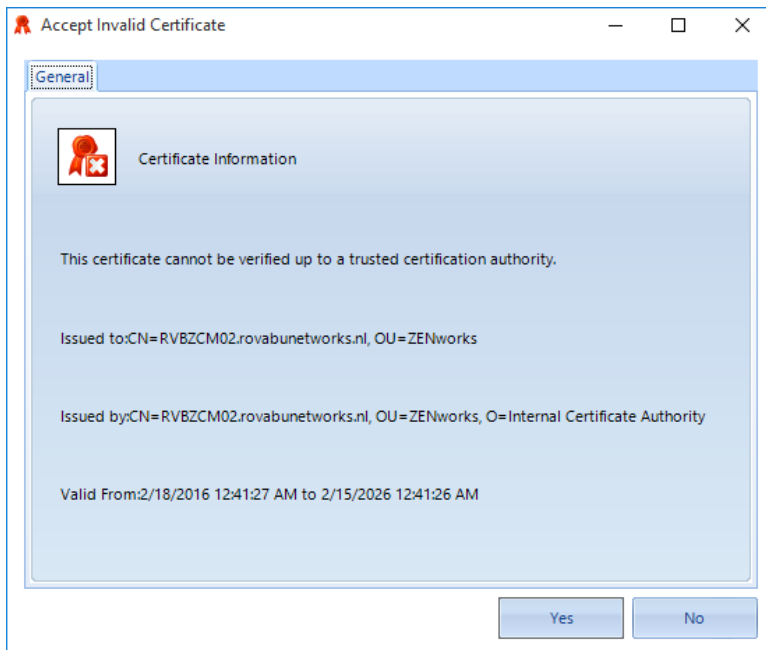 Accept Invalid Certificate
General
Certificate Information
This certificate cannot be verified up to a trusted certification authority.
Issued to:CN=RVBZCM02.rovabunetworks.nl, OU=ZENworks
Issued by:CN=RVBZCM02.rovabunetworks.nl, OU=ZENworks, O=Internal Certificate Authority
Valid From:2/18/2016 12:41:27 AM to 2/15/2026 12:41:26 AM
Yes
No